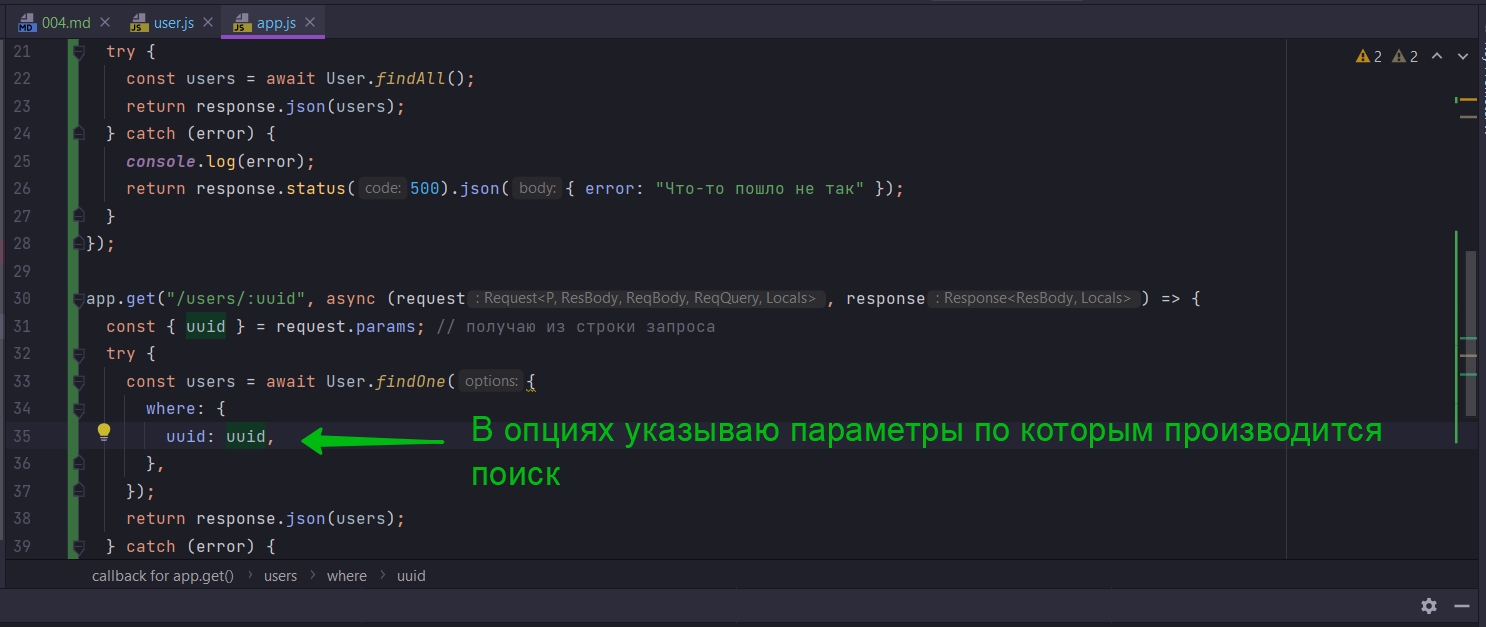 004.md user.js app.js
21 try {
2 2
22 const users = await User.findAll();
23 return response.json(users);
24 } catch (error) {
25 console.log(error);
26 return response.status( code: 500).json( body: { error: "Что-то пошло не так" });
27 }
28 });
29
30 app.get("/users/:uuid", async (request : Request<P, ResBody, ReqBody, ReqQuery, Locals> , response : Response<ResBody, Locals> ) => {
31 const { uuid } = request.params; // получаю из строки запроса
32 try {
33 const users = await User.findOne( options: {
34 where: {
35 uuid: uuid,
В опциях указываю параметры по которым производится
поиск
36 },
37 });
38 return response.json(users);
39 } catch (error) {
callback for app.get() › users › where › uuid